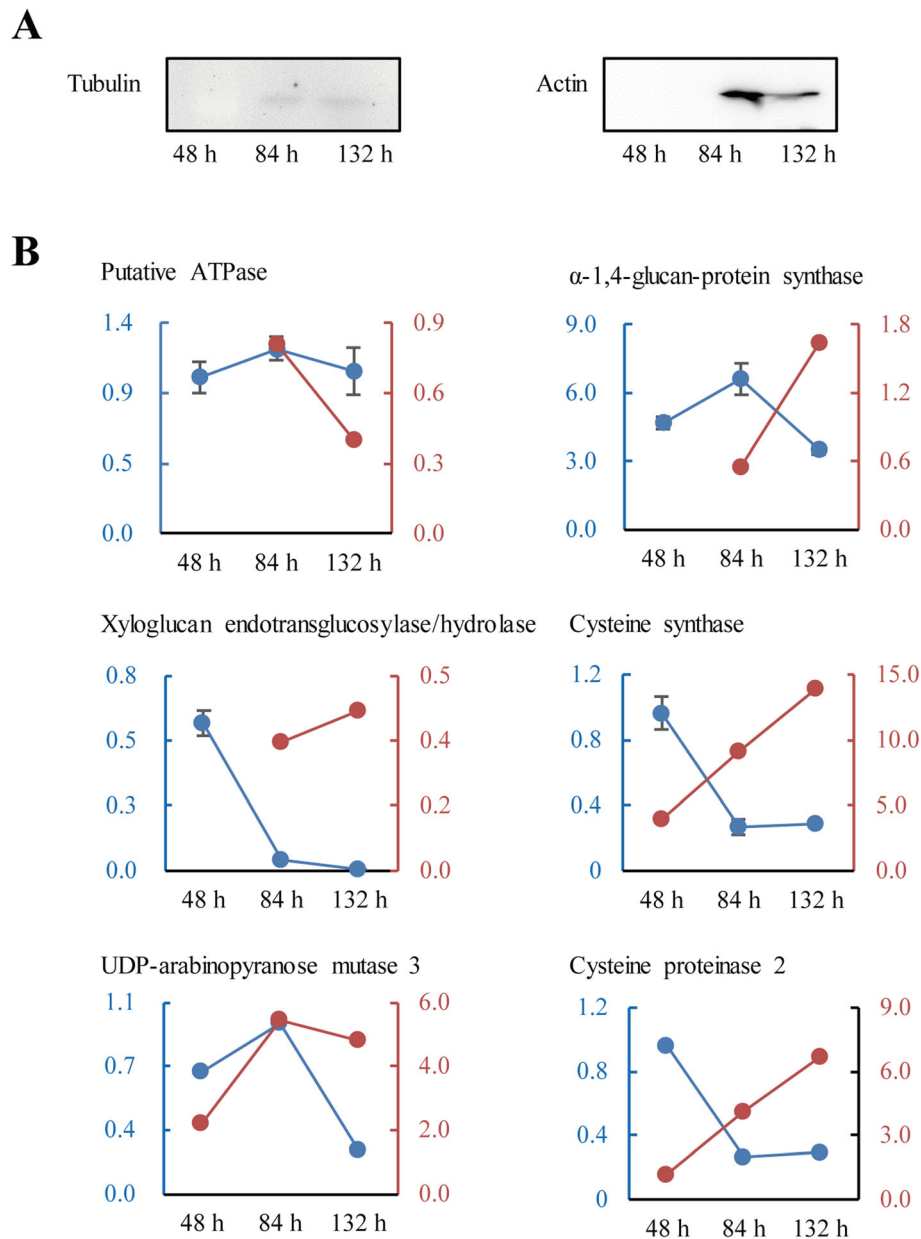 A
Tubulin
Actin
48 h 84 h 132 h
48 h 84 h 132 h
B
Putative ATPase
1.4
0.9
0.5
0.0
0.9
0.6
0.3
0.0
48 h 84 h 132 h
α-1,4-glucan-protein synthase
9.0
6.0
3.0
0.0
1.8
1.2
0.6
0.0
48 h 84 h 132 h
Xyloglucan endotransglucosylase/hydrolase
0.8
0.5
0.3
0.0
0.5
0.4
0.2
0.0
48 h 84 h 132 h
Cysteine synthase
1.2
0.8
0.4
0
15.0
10.0
5.0
0.0
48 h 84 h 132 h
UDP-arabinopyranose mutase 3
1.1
0.7
0.4
0.0
6.0
4.0
2.0
0.0
48 h 84 h 132 h
Cysteine proteinase 2
1.2
0.8
0.4
0
9.0
6.0
3.0
0.0
48 h 84 h 132 h